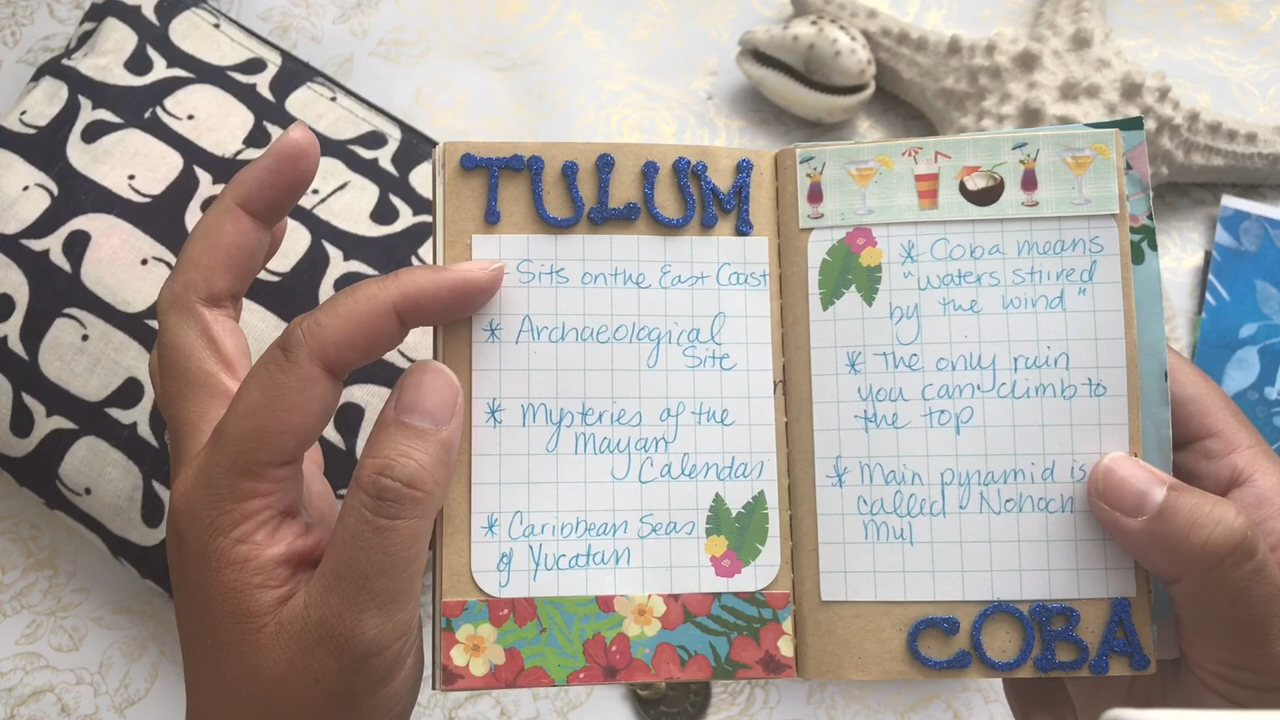 TULUM
Sits onthe East Coast
* Archaeological
Site
* Mysteries of the
Mayan
Calendar
* Caribbean Seas
of Yucatan
* Coba means
"waters stirred
by the wind"
* The only ruin
you can climb to
the top
* Main pyramid is
called Nohoch
Mul
COBA